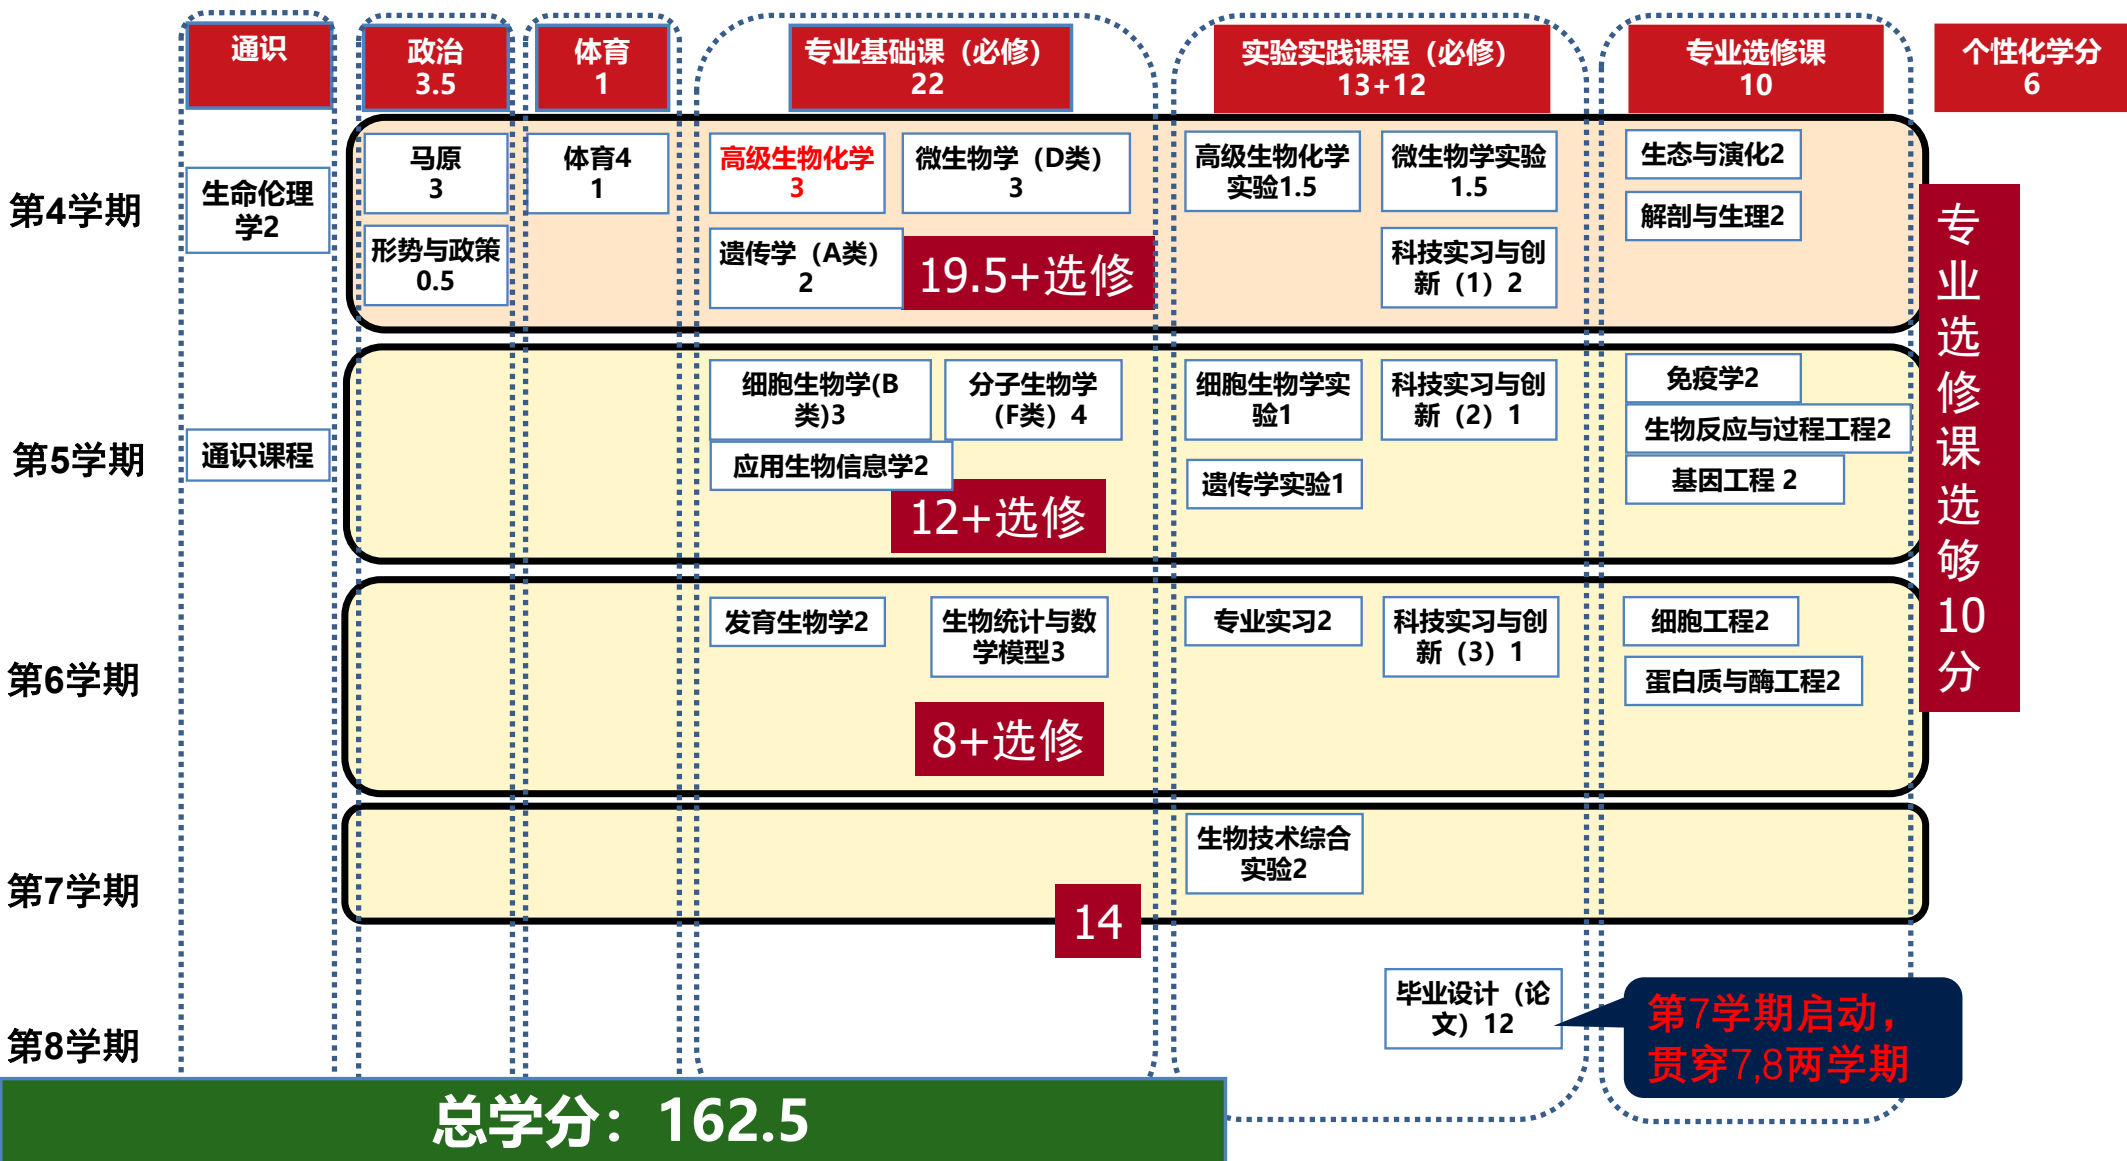 通识
政治
3.5
体育
1
专业基础课（必修）
22
实验实践课程（必修）
13+12
专业选修课
10
个性化学分
6
第4学期
生命伦理
学2
马原
3
形势与政策
0.5
体育4
1
高级生物化学
3
微生物学（D类）
3
遗传学（A类）
2
19.5+选修
高级生物化学
实验1.5
微生物学实验
1.5
科技实习与创
新（1）2
生态与演化2
解剖与生理2
专业选修课选够10分
第5学期
通识课程
细胞生物学(B
类)3
分子生物学
（F类）4
应用生物信息学2
12+选修
细胞生物学实
验1
科技实习与创
新（2）1
遗传学实验1
免疫学2
生物反应与过程工程2
基因工程 2
第6学期
发育生物学2
生物统计与数
学模型3
8+选修
专业实习2
科技实习与创
新（3）1
细胞工程2
蛋白质与酶工程2
第7学期
生物技术综合
实验2
14
第8学期
毕业设计（论
文）12
第7学期启动，
贯穿7,8两学期
总学分：162.5